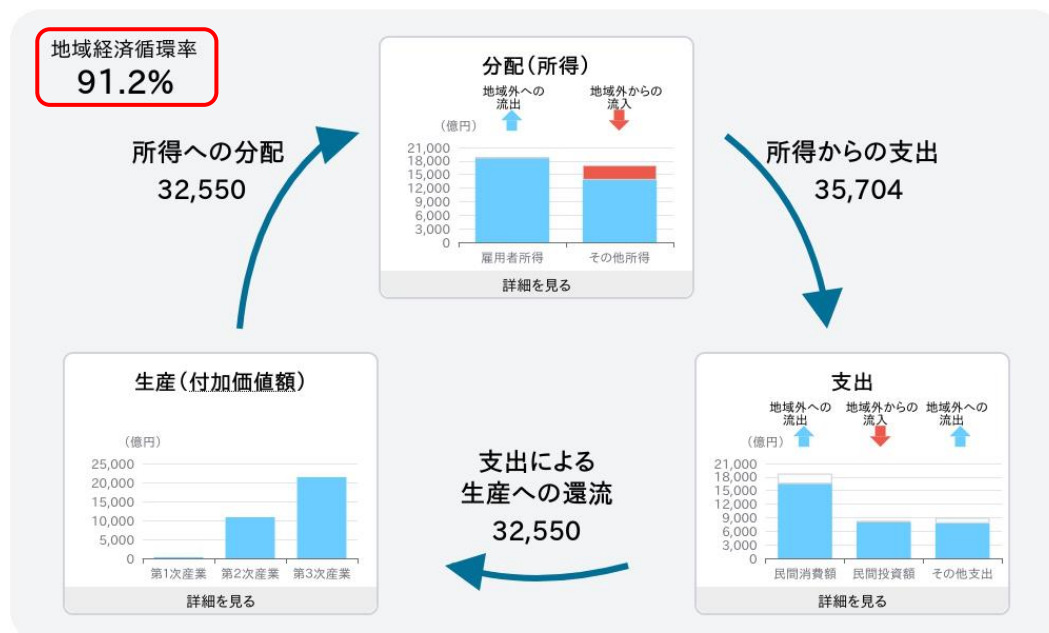 地域経済循環率
91.2%
分配(所得)
地域外への
流出
地域外からの
流入
(億円)
21,000
18,000
15,000
12,000
9,000
6,000
3,000
0
雇用者所得
その他所得
詳細を見る
所得への分配
32,550
所得からの支出
35,704
生産(付加価値額)
(億円)
25,000
20,000
15,000
10,000
5,000
0
第1次産業
第2次産業
第3次産業
詳細を見る
支出による
生産への還流
32,550
支出
地域外への
流出
地域外からの
流入
地域外への
流出
(億円)
21,000
18,000
15,000
12,000
9,000
6,000
3,000
0
民間消費額
民間投資額
その他支出
詳細を見る